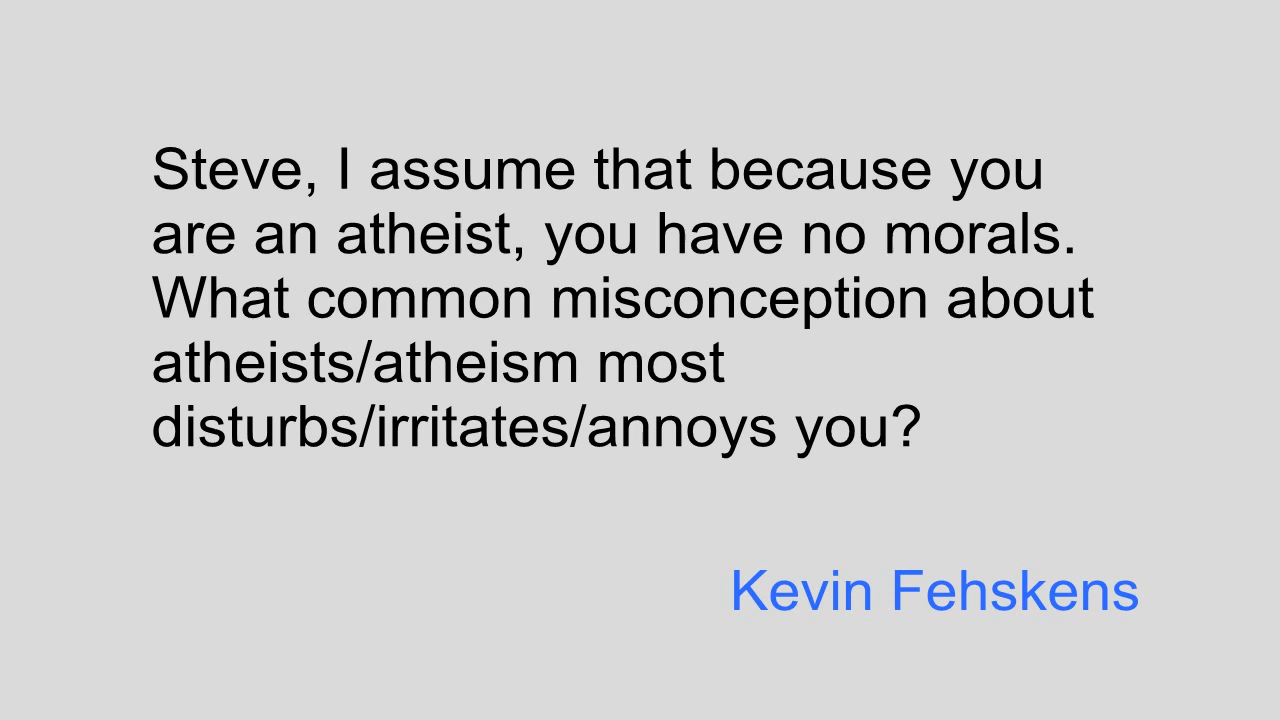 Steve, I assume that because you
are an atheist, you have no morals.
What common misconception about
atheists/atheism most
disturbs/irritates/annoys you?
Kevin Fehskens